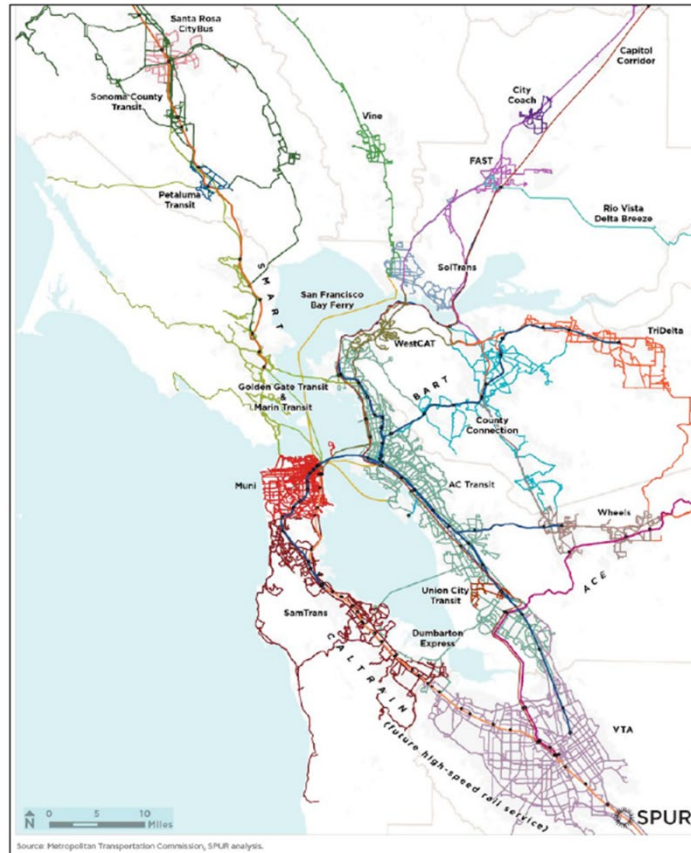 Santa Rosa
CityBus
Sonoma County
Transit
Petaluma
Transit
Vine
Capitol
Corridor
City
Coach
FAST
Rio Vista
Delta Breeze
SolTrans
SMART
San Francisco
Bay Ferry
WestCAT
TriDelta
Golden Gate Transit
&
Marin Transit
BART
County
Connection
Muni
AC Transit
Wheels
ACE
Union City
Transit
SamTrans
Dumbarton
Express
CALTRAIN
(future high-speed rail service)
VTA
N
0 5 10
Miles
SPUR
Source: Metropolitan Transportation Commission, SPUR analysis.